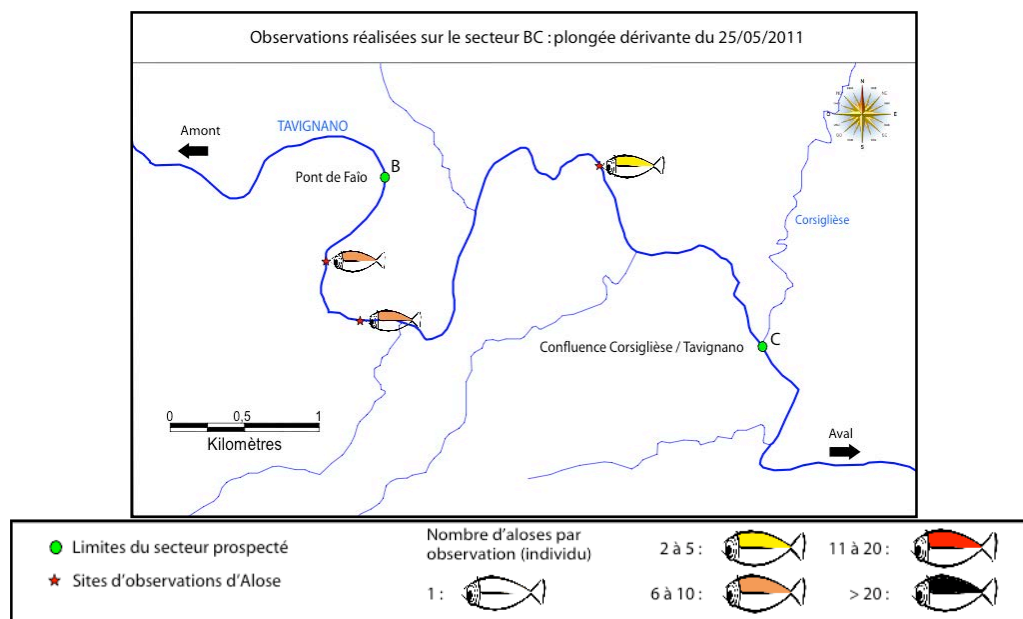 Observations réalisées sur le secteur BC : plongée dérivante du 25/05/2011
Amont
TAVIGNANO
B
Pont de Faïo
Corsiglièse
N
E
S
C
Confluence Corsiglièse / Tavignano
0 0,5 1
Kilomètres
Aval
Limites du secteur prospecté
Sites d'observations d'Alose
Nombre d'aloses par
observation (individu)
1 :
2 à 5 :
6 à 10 :
11 à 20 :
> 20 :